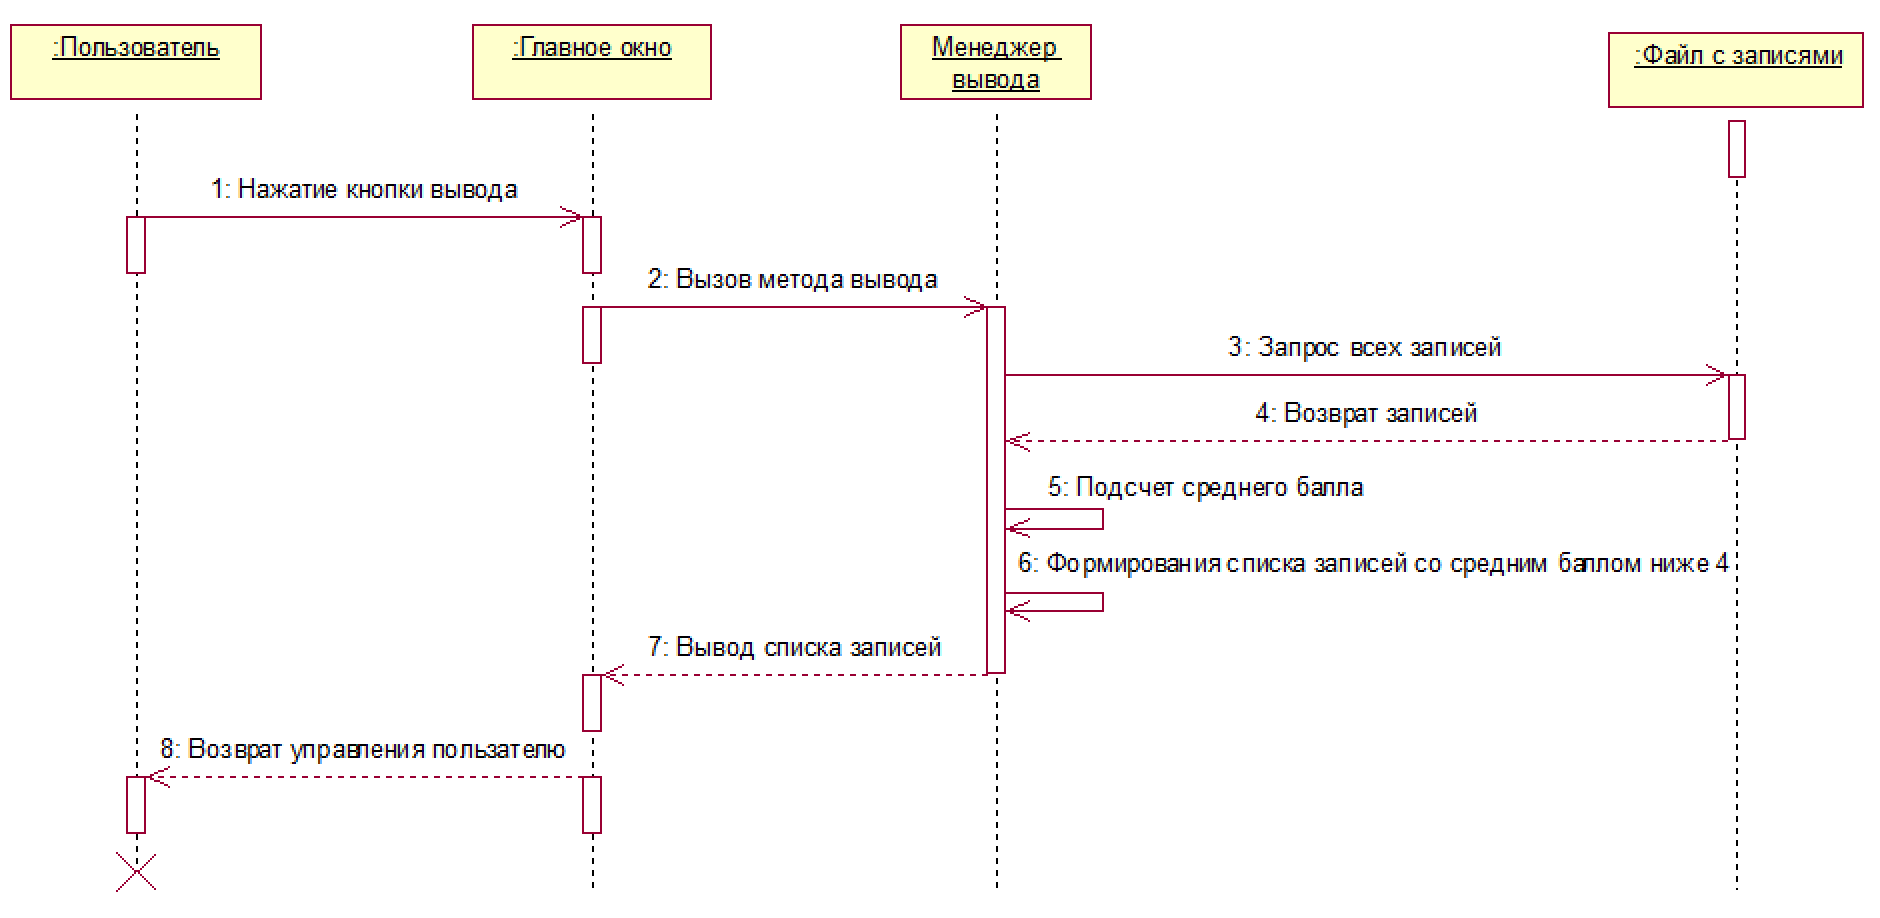 :Пользователь
:Главное окно
Менеджер
вывода
:Файл с записями
1: Нажатие кнопки вывода
2: Вызов метода вывода
3: Запрос всех записей
4: Возврат записей
5: Подсчет среднего балла
6: Формирования списка записей со средним баллом ниже 4
7: Вывод списка записей
8: Возврат управления пользателю